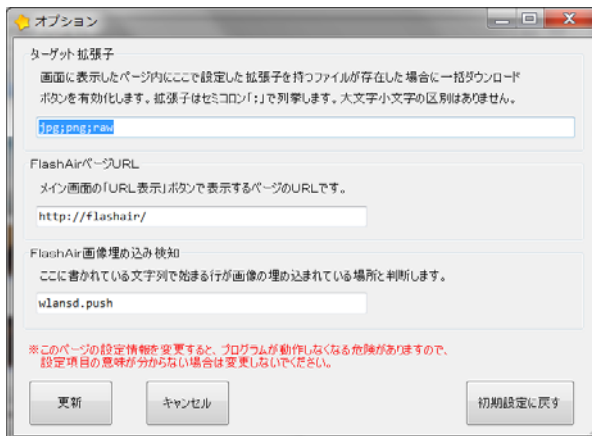 オプション
ターゲット拡張子
画面に表示したページ内にここで設定した拡張子を持つファイルが存在した場合に一括ダウンロード
ボタンを有効化します。拡張子はセミコロン「;」で列挙します。大文字小文字の区別はありません。
jpg;png;raw
FlashAirページURL
メイン画面の「URL表示」ボタンで表示するページのURLです。
http://flashair/
FlashAir画像埋め込み検知
ここに書かれている文字列で始まる行が画像の埋め込まれている場所と判断します。
wlansd.push
※このページの設定情報を変更すると、プログラムが動作しなくなる危険がありますので、
設定項目の意味が分からない場合は変更しないでください。
更新
キャンセル
初期設定に戻す